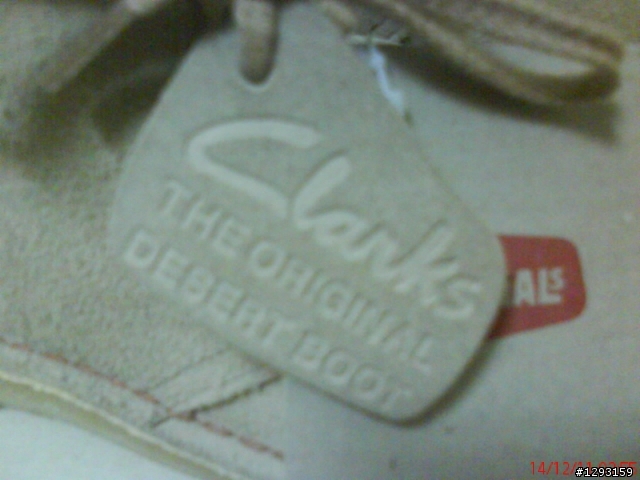 Clarks
THE ORIGINAL
DESERT BOOT
ALS
#1293159